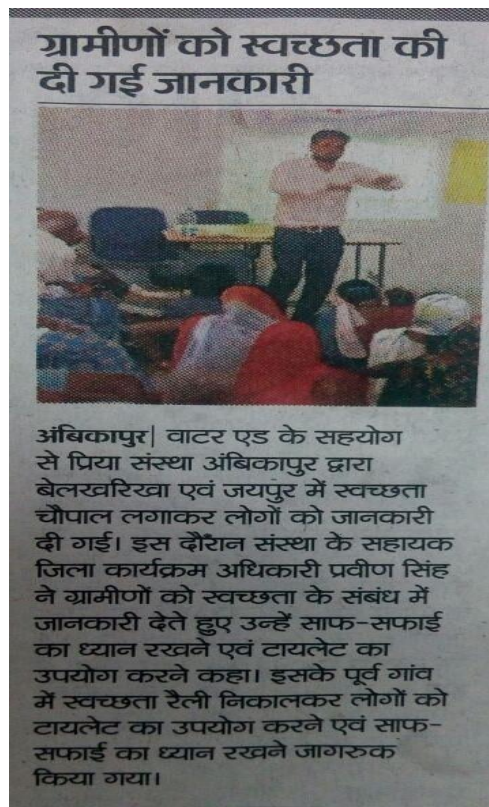 ग्रामीणों को स्वच्छता की
दी गई जानकारी
अंबिकापुर| वाटर एड के सहयोग
से प्रिया संस्था अंबिकापुर द्वारा
बेलखरिखा एवं जयपुर में स्वच्छता
चौपाल लगाकर लोगों को जानकारी
दी गई। इस दौरान संस्था के सहायक
जिला कार्यक्रम अधिकारी प्रवीण सिंह
ने ग्रामीणों को स्वच्छता के संबंध में
जानकारी देते हुए उन्हें साफ-सफाई
का ध्यान रखने एवं टायलेट का
उपयोग करने कहा। इसके पूर्व गांव
में स्वच्छता रैली निकालकर लोगों को
टायलेट का उपयोग करने एवं साफ-
सफाई का ध्यान रखने जागरुक
किया गया।